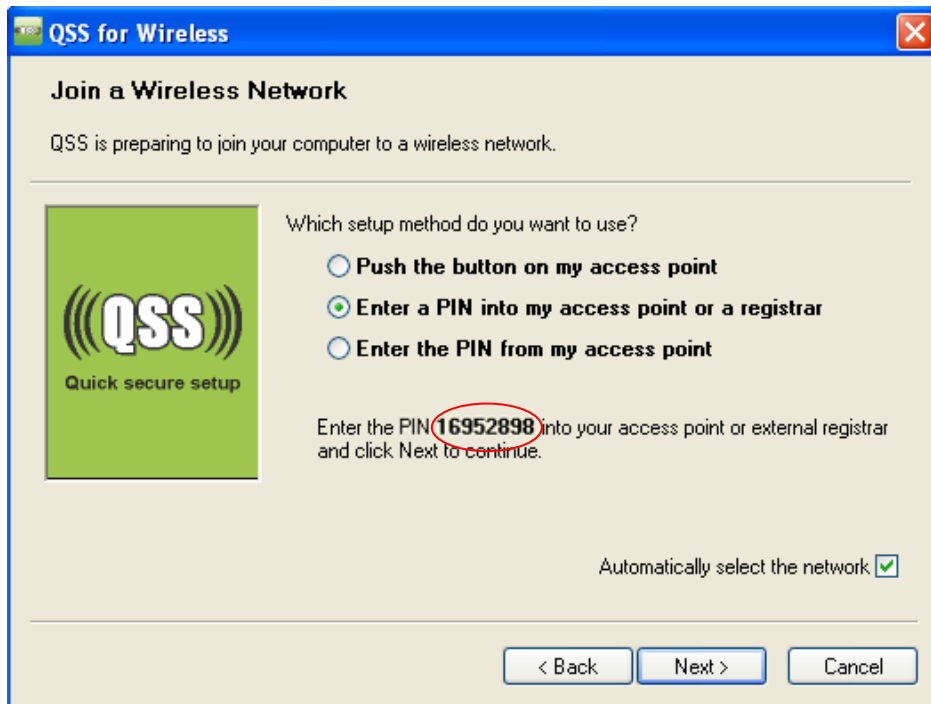 QSS for Wireless
Join a Wireless Network
QSS is preparing to join your computer to a wireless network.
Which setup method do you want to use?
Push the button on my access point
Enter a PIN into my access point or a registrar
Enter the PIN from my access point
QSS
Quick secure setup
Enter the PIN 16952898 into your access point or external registrar
and click Next to continue.
Automatically select the network
< Back
Next >
Cancel